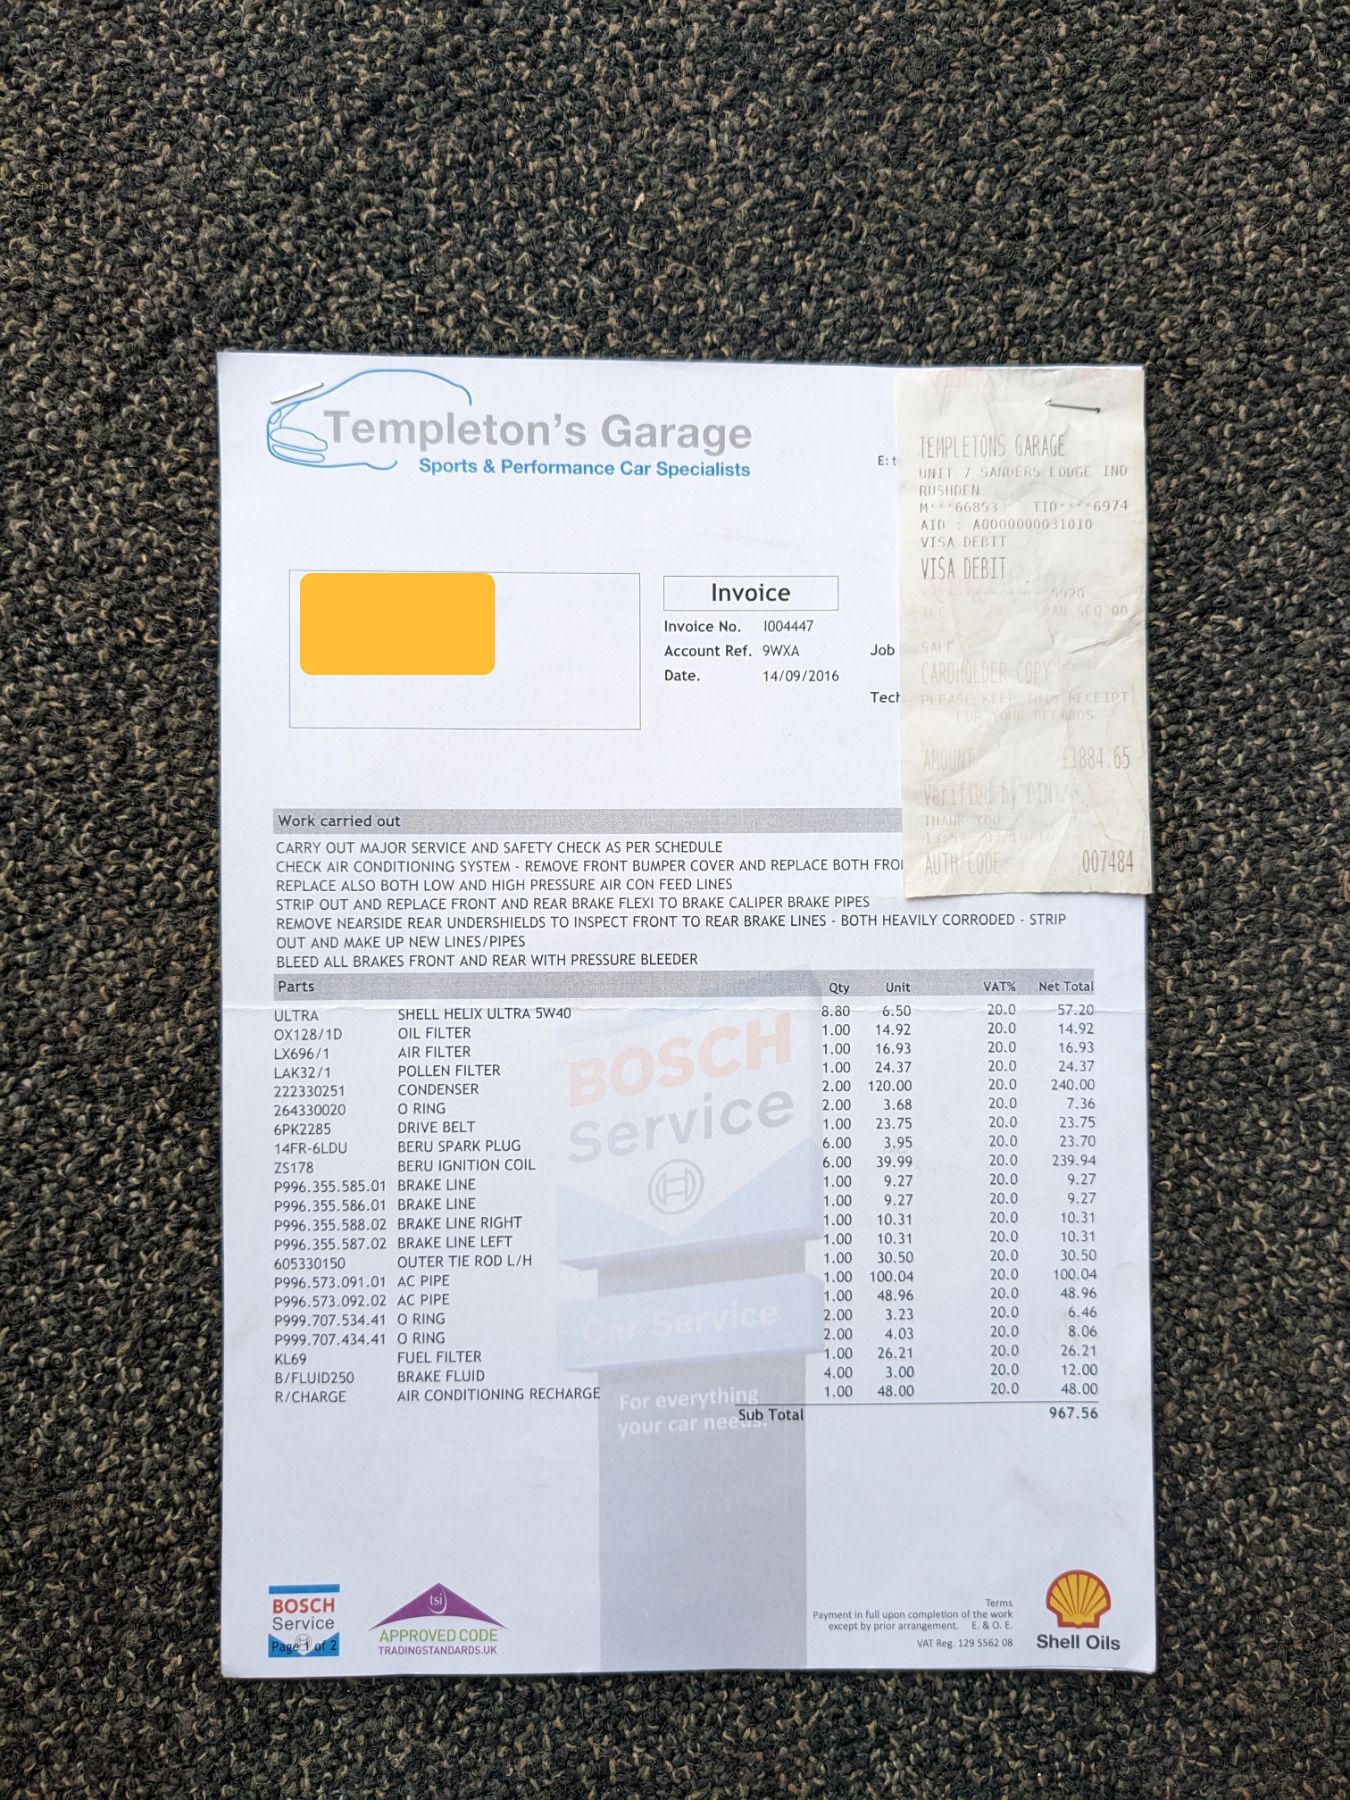 Templeton's Garage
Sports & Performance Car Specialists
E: t
Invoice
Invoice No. I004447
Account Ref. 9WXA
Date. 14/09/2016
Job
Tech
TEMPLETONS GARAGE
UNIT 7 SANDERS LODGE IND
RUSHDEN
M***66853 TID****6974
AID : A0000000031010
VISA DEBIT
VISA DEBIT
5920
ICC PAN SEQ 00
SALE
CARDHOLDER COPY
PLEASE KEEP THIS RECEIPT
FOR YOUR RECORDS
AMOUNT £1884.65
Verified by PIN
THANK YOU
13:52
AUTH CODE: 007484
Work carried out
CARRY OUT MAJOR SERVICE AND SAFETY CHECK AS PER SCHEDULE
CHECK AIR CONDITIONING SYSTEM - REMOVE FRONT BUMPER COVER AND REPLACE BOTH FRO
REPLACE ALSO BOTH LOW AND HIGH PRESSURE AIR CON FEED LINES
STRIP OUT AND REPLACE FRONT AND REAR BRAKE FLEXI TO BRAKE CALIPER BRAKE PIPES
REMOVE NEARSIDE REAR UNDERSHIELDS TO INSPECT FRONT TO REAR BRAKE LINES - BOTH HEAVILY CORRODED - STRIP
OUT AND MAKE UP NEW LINES/PIPES
BLEED ALL BRAKES FRONT AND REAR WITH PRESSURE BLEEDER
Parts Qty Unit VAT% Net Total
ULTRA SHELL HELIX ULTRA 5W40 8.80 6.50 20.0 57.20
OX128/1D OIL FILTER 1.00 14.92 20.0 14.92
LX696/1 AIR FILTER 1.00 16.93 20.0 16.93
LAK32/1 POLLEN FILTER 1.00 24.37 20.0 24.37
222330251 CONDENSER 2.00 120.00 20.0 240.00
264330020 O RING 2.00 3.68 20.0 7.36
6PK2285 DRIVE BELT 1.00 23.75 20.0 23.75
14FR-6LDU BERU SPARK PLUG 6.00 3.95 20.0 23.70
ZS178 BERU IGNITION COIL 6.00 39.99 20.0 239.94
P996.355.585.01 BRAKE LINE 1.00 9.27 20.0 9.27
P996.355.586.01 BRAKE LINE 1.00 9.27 20.0 9.27
P996.355.588.02 BRAKE LINE RIGHT 1.00 10.31 20.0 10.31
P996.355.587.02 BRAKE LINE LEFT 1.00 10.31 20.0 10.31
605330150 OUTER TIE ROD L/H 1.00 30.50 20.0 30.50
P996.573.091.01 AC PIPE 1.00 100.04 20.0 100.04
P996.573.092.02 AC PIPE 1.00 48.96 20.0 48.96
P999.707.534.41 O RING 2.00 3.23 20.0 6.46
P999.707.434.41 O RING 2.00 4.03 20.0 8.06
KL69 FUEL FILTER 1.00 26.21 20.0 26.21
B/FLUID250 BRAKE FLUID 4.00 3.00 20.0 12.00
R/CHARGE AIR CONDITIONING RECHARGE 1.00 48.00 20.0 48.00
Sub Total 967.56
BOSCH
Service
Car Service
For everything
your car needs.
BOSCH
Service
Page 1 of 2
tsi
APPROVED CODE
TRADINGSTANDARDS.UK
Terms
Payment in full upon completion of the work
except by prior arrangement. E. & O. E.
VAT Reg. 129 5562 08
Shell Oils